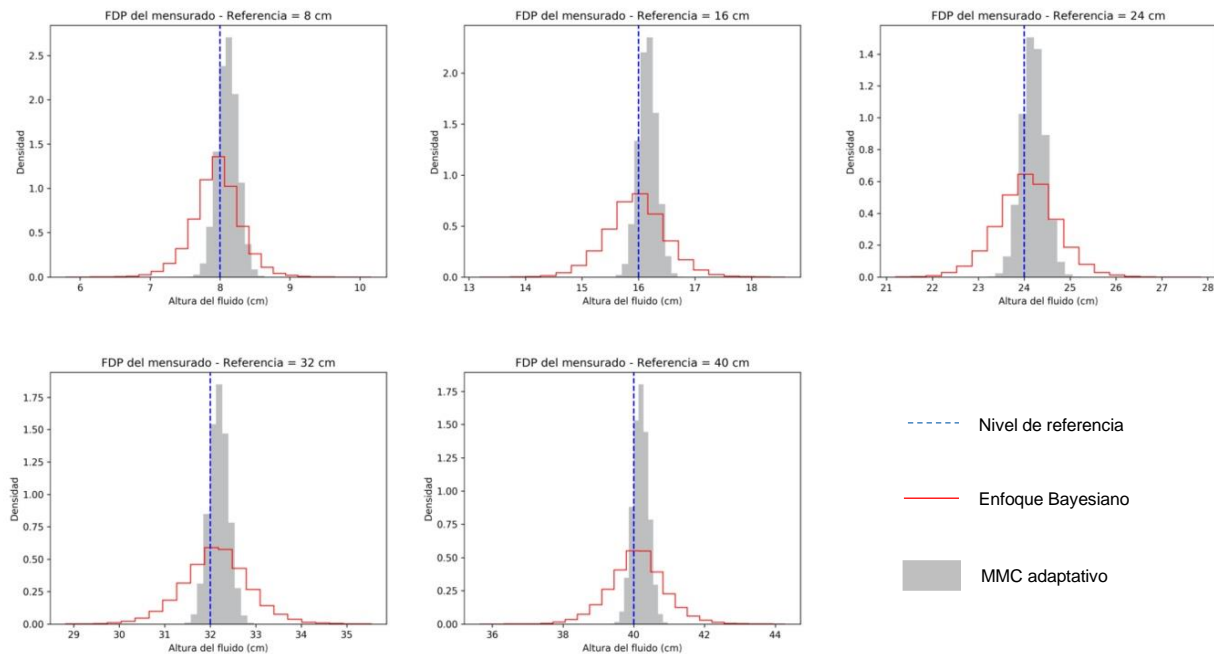 FDP del mensurado - Referencia = 8 cm
Densidad
2.5
2.0
1.5
1.0
0.5
0.0
6 7 8 9 10
Altura del fluido (cm)
FDP del mensurado - Referencia = 16 cm
Densidad
2.0
1.5
1.0
0.5
0.0
13 14 15 16 17 18
Altura del fluido (cm)
FDP del mensurado - Referencia = 24 cm
Densidad
1.4
1.2
1.0
0.8
0.6
0.4
0.2
0.0
21 22 23 24 25 26 27 28
Altura del fluido (cm)
FDP del mensurado - Referencia = 32 cm
Densidad
1.75
1.50
1.25
1.00
0.75
0.50
0.25
0.00
29 30 31 32 33 34 35
Altura del fluido (cm)
FDP del mensurado - Referencia = 40 cm
Densidad
1.75
1.50
1.25
1.00
0.75
0.50
0.25
0.00
36 38 40 42 44
Altura del fluido (cm)
Nivel de referencia
Enfoque Bayesiano
MMC adaptativo